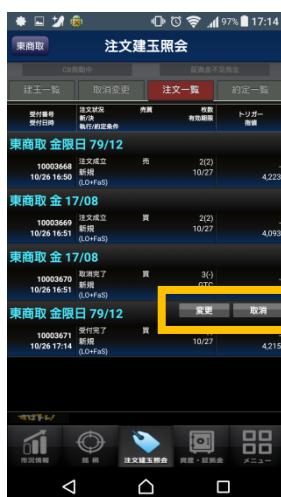 97% 17:14
東商取 注文建玉照会
建玉一覧 取消変更 注文一覧 約定一覧
受付番号 注文状況 売買 枚数 トリガー
受付日時 新/決 有効期限 指値
執行/約定条件
東商取 金限日 79/12
10003668 注文成立 売 2(2) -
10/26 16:50 新規 10/27 4,223
(LO+FaS)
東商取 金 17/08
10003669 注文成立 買 2(2) -
10/26 16:51 新規 10/27 4,093
(LO+FaS)
東商取 金 17/08
10003670 取消完了 買 3(-) -
10/26 16:51 新規 GTC
(LO+FaS)
東商取 金限日 79/12 変更 取消
10003671 受付完了 買
10/26 17:14 新規 10/27 4,215
(LO+FaS)
市況情報 銘柄 注文建玉照会 資産・証拠金 メニュー